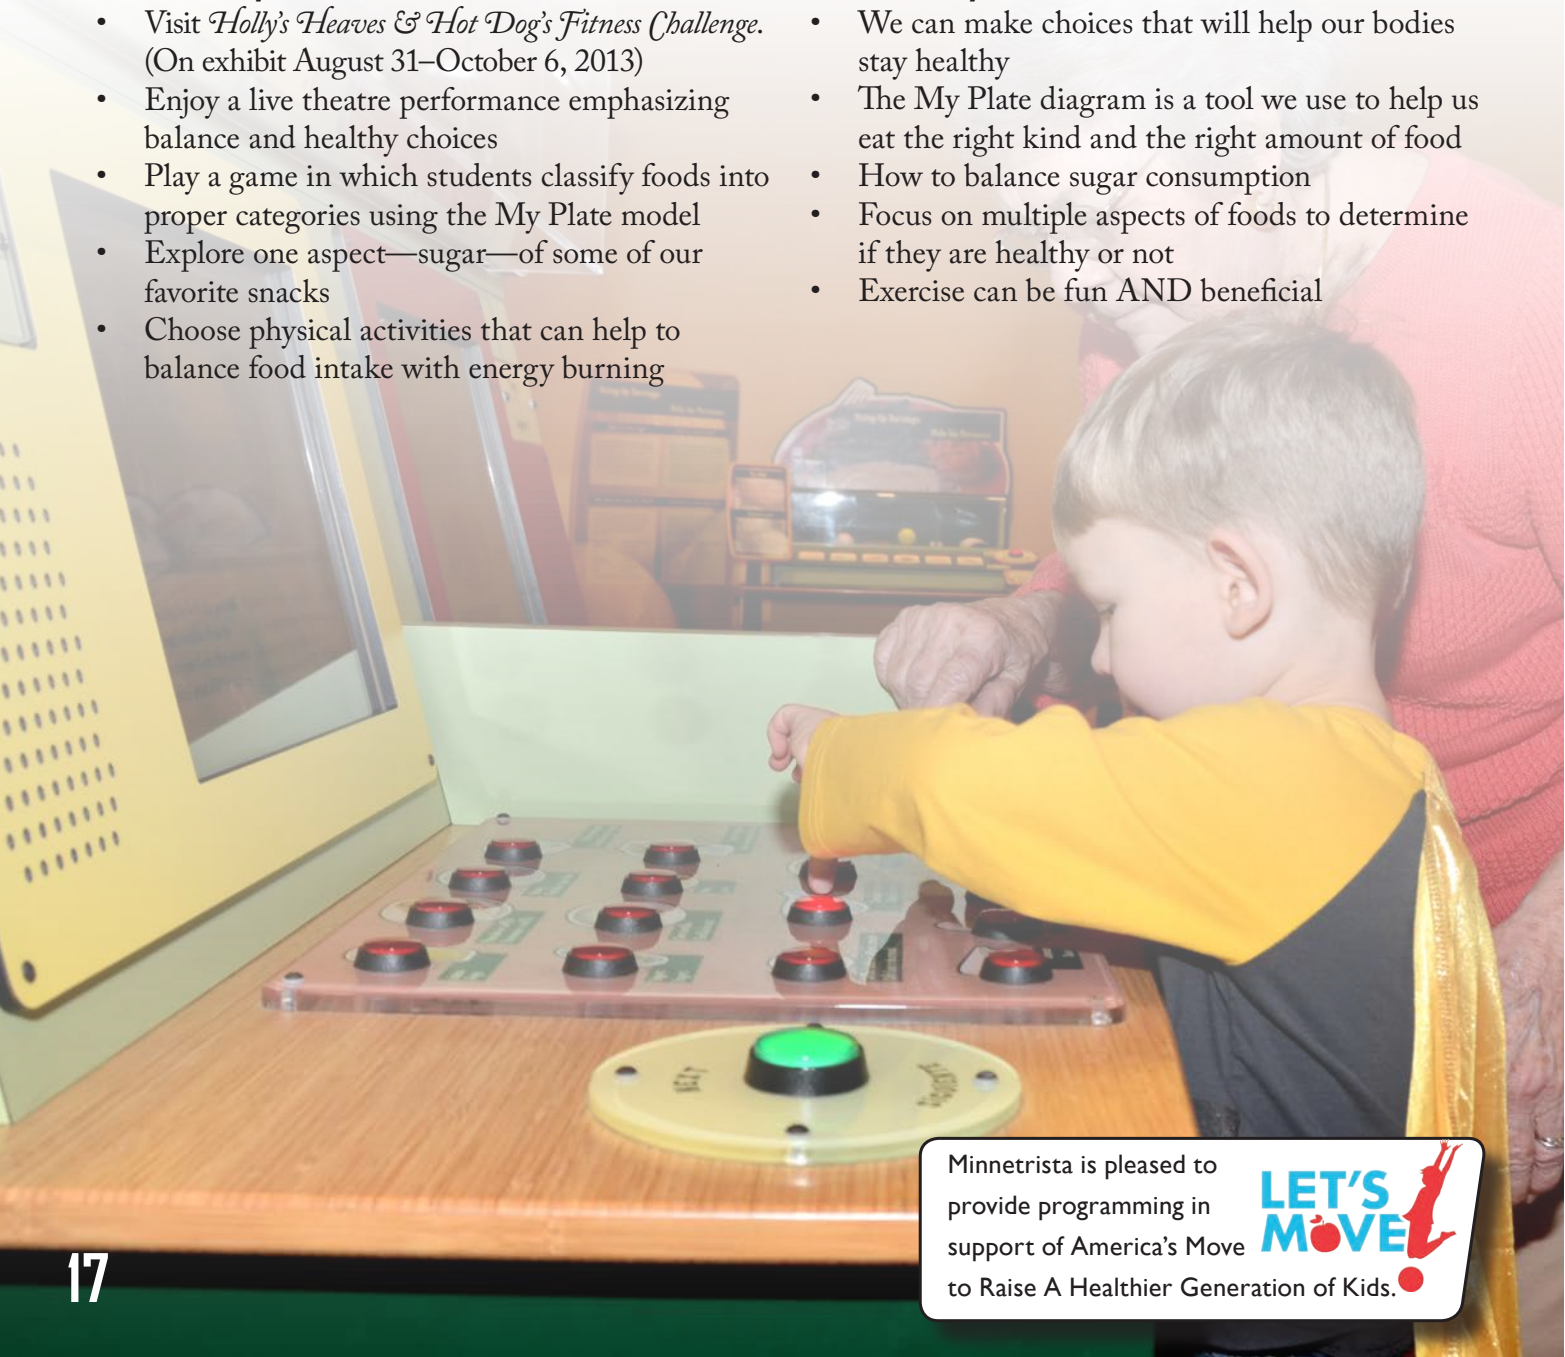 • Visit Holly's Heaves & Hot Dog's Fitness Challenge.
(On exhibit August 31–October 6, 2013)
• Enjoy a live theatre performance emphasizing
balance and healthy choices
• Play a game in which students classify foods into
proper categories using the My Plate model
• Explore one aspect—sugar—of some of our
favorite snacks
• Choose physical activities that can help to
balance food intake with energy burning
• We can make choices that will help our bodies
stay healthy
• The My Plate diagram is a tool we use to help us
eat the right kind and the right amount of food
• How to balance sugar consumption
• Focus on multiple aspects of foods to determine
if they are healthy or not
• Exercise can be fun AND beneficial
NEXT
Minnetrista is pleased to
provide programming in
support of America's Move
to Raise A Healthier Generation of Kids.
LET'S
MOVE!
17